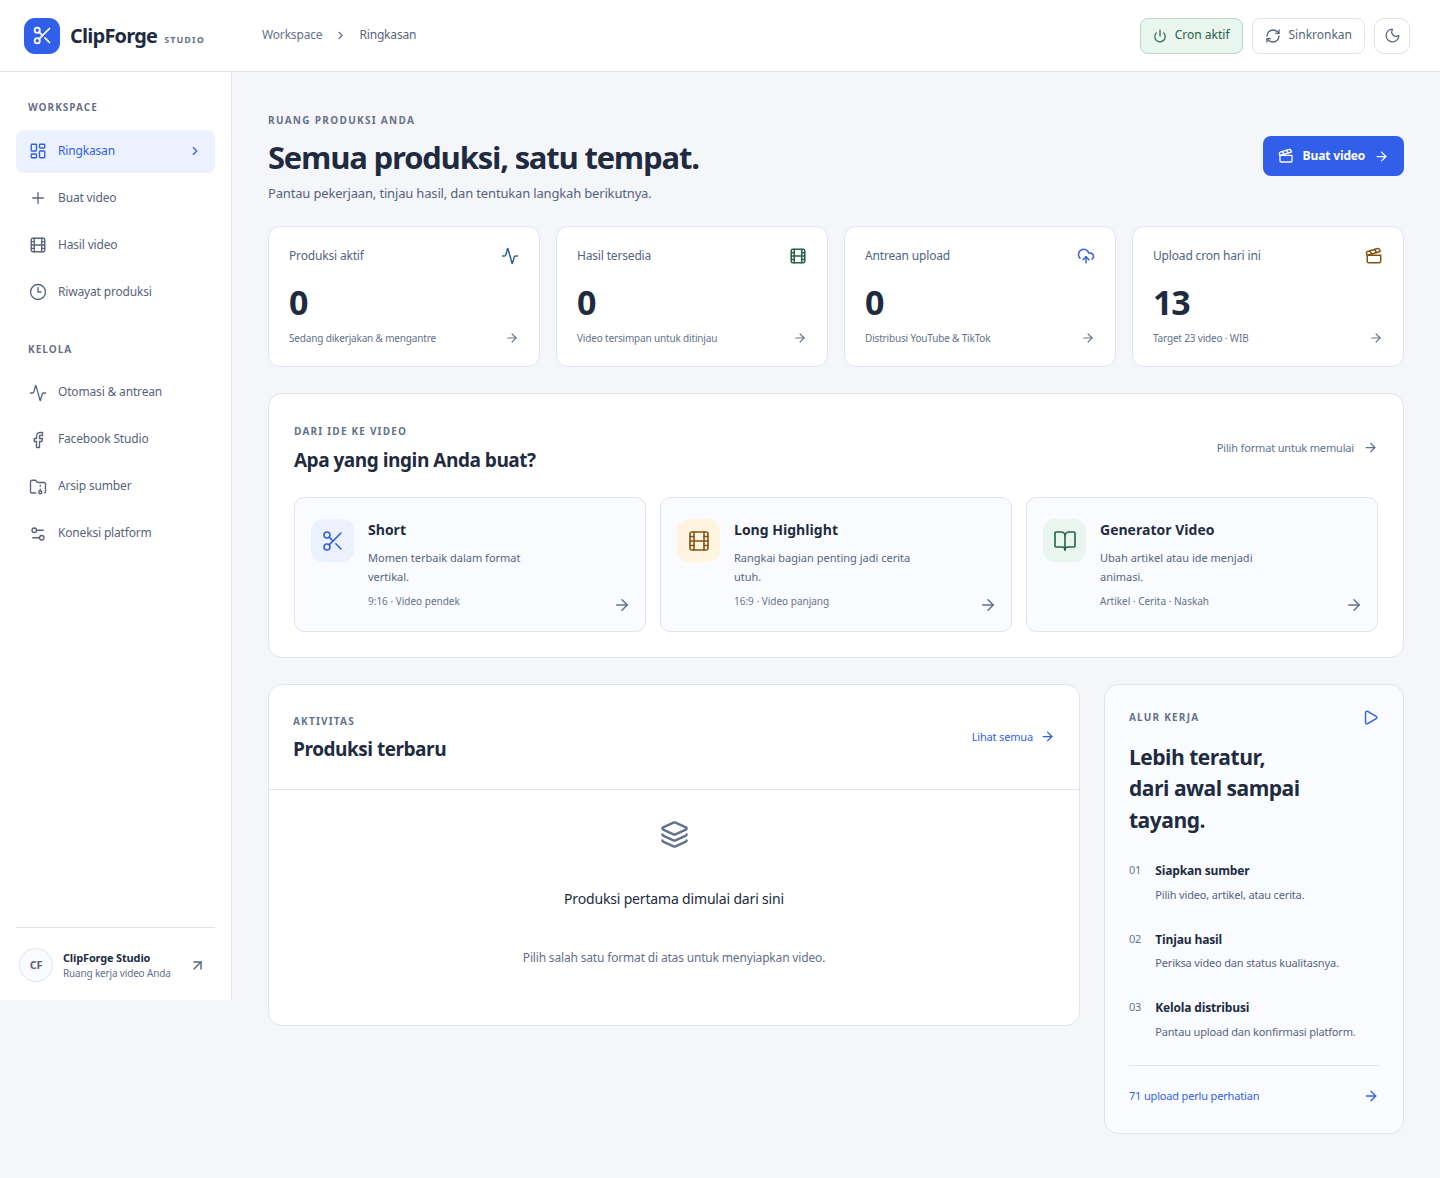 ClipForge STUDIO
Workspace
Ringkasan
Cron aktif
Sinkronkan
WORKSPACE
Ringkasan
Buat video
Hasil video
Riwayat produksi
KELOLA
Otomasi & antrean
Facebook Studio
Arsip sumber
Koneksi platform
CF
ClipForge Studio
Ruang kerja video Anda
RUANG PRODUKSI ANDA
Semua produksi, satu tempat.
Pantau pekerjaan, tinjau hasil, dan tentukan langkah berikutnya.
Buat video
Produksi aktif
0
Sedang dikerjakan & mengantre
Hasil tersedia
0
Video tersimpan untuk ditinjau
Antrean upload
0
Distribusi YouTube & TikTok
Upload cron hari ini
13
Target 23 video · WIB
DARI IDE KE VIDEO
Apa yang ingin Anda buat?
Pilih format untuk memulai
Short
Momen terbaik dalam format
vertikal.
9:16 · Video pendek
Long Highlight
Rangkai bagian penting jadi cerita
utuh.
16:9 · Video panjang
Generator Video
Ubah artikel atau ide menjadi
animasi.
Artikel · Cerita · Naskah
AKTIVITAS
Produksi terbaru
Lihat semua
Produksi pertama dimulai dari sini
Pilih salah satu format di atas untuk menyiapkan video.
ALUR KERJA
Lebih teratur,
dari awal sampai
tayang.
01 Siapkan sumber
Pilih video, artikel, atau cerita.
02 Tinjau hasil
Periksa video dan status kualitasnya.
03 Kelola distribusi
Pantau upload dan konfirmasi platform.
71 upload perlu perhatian